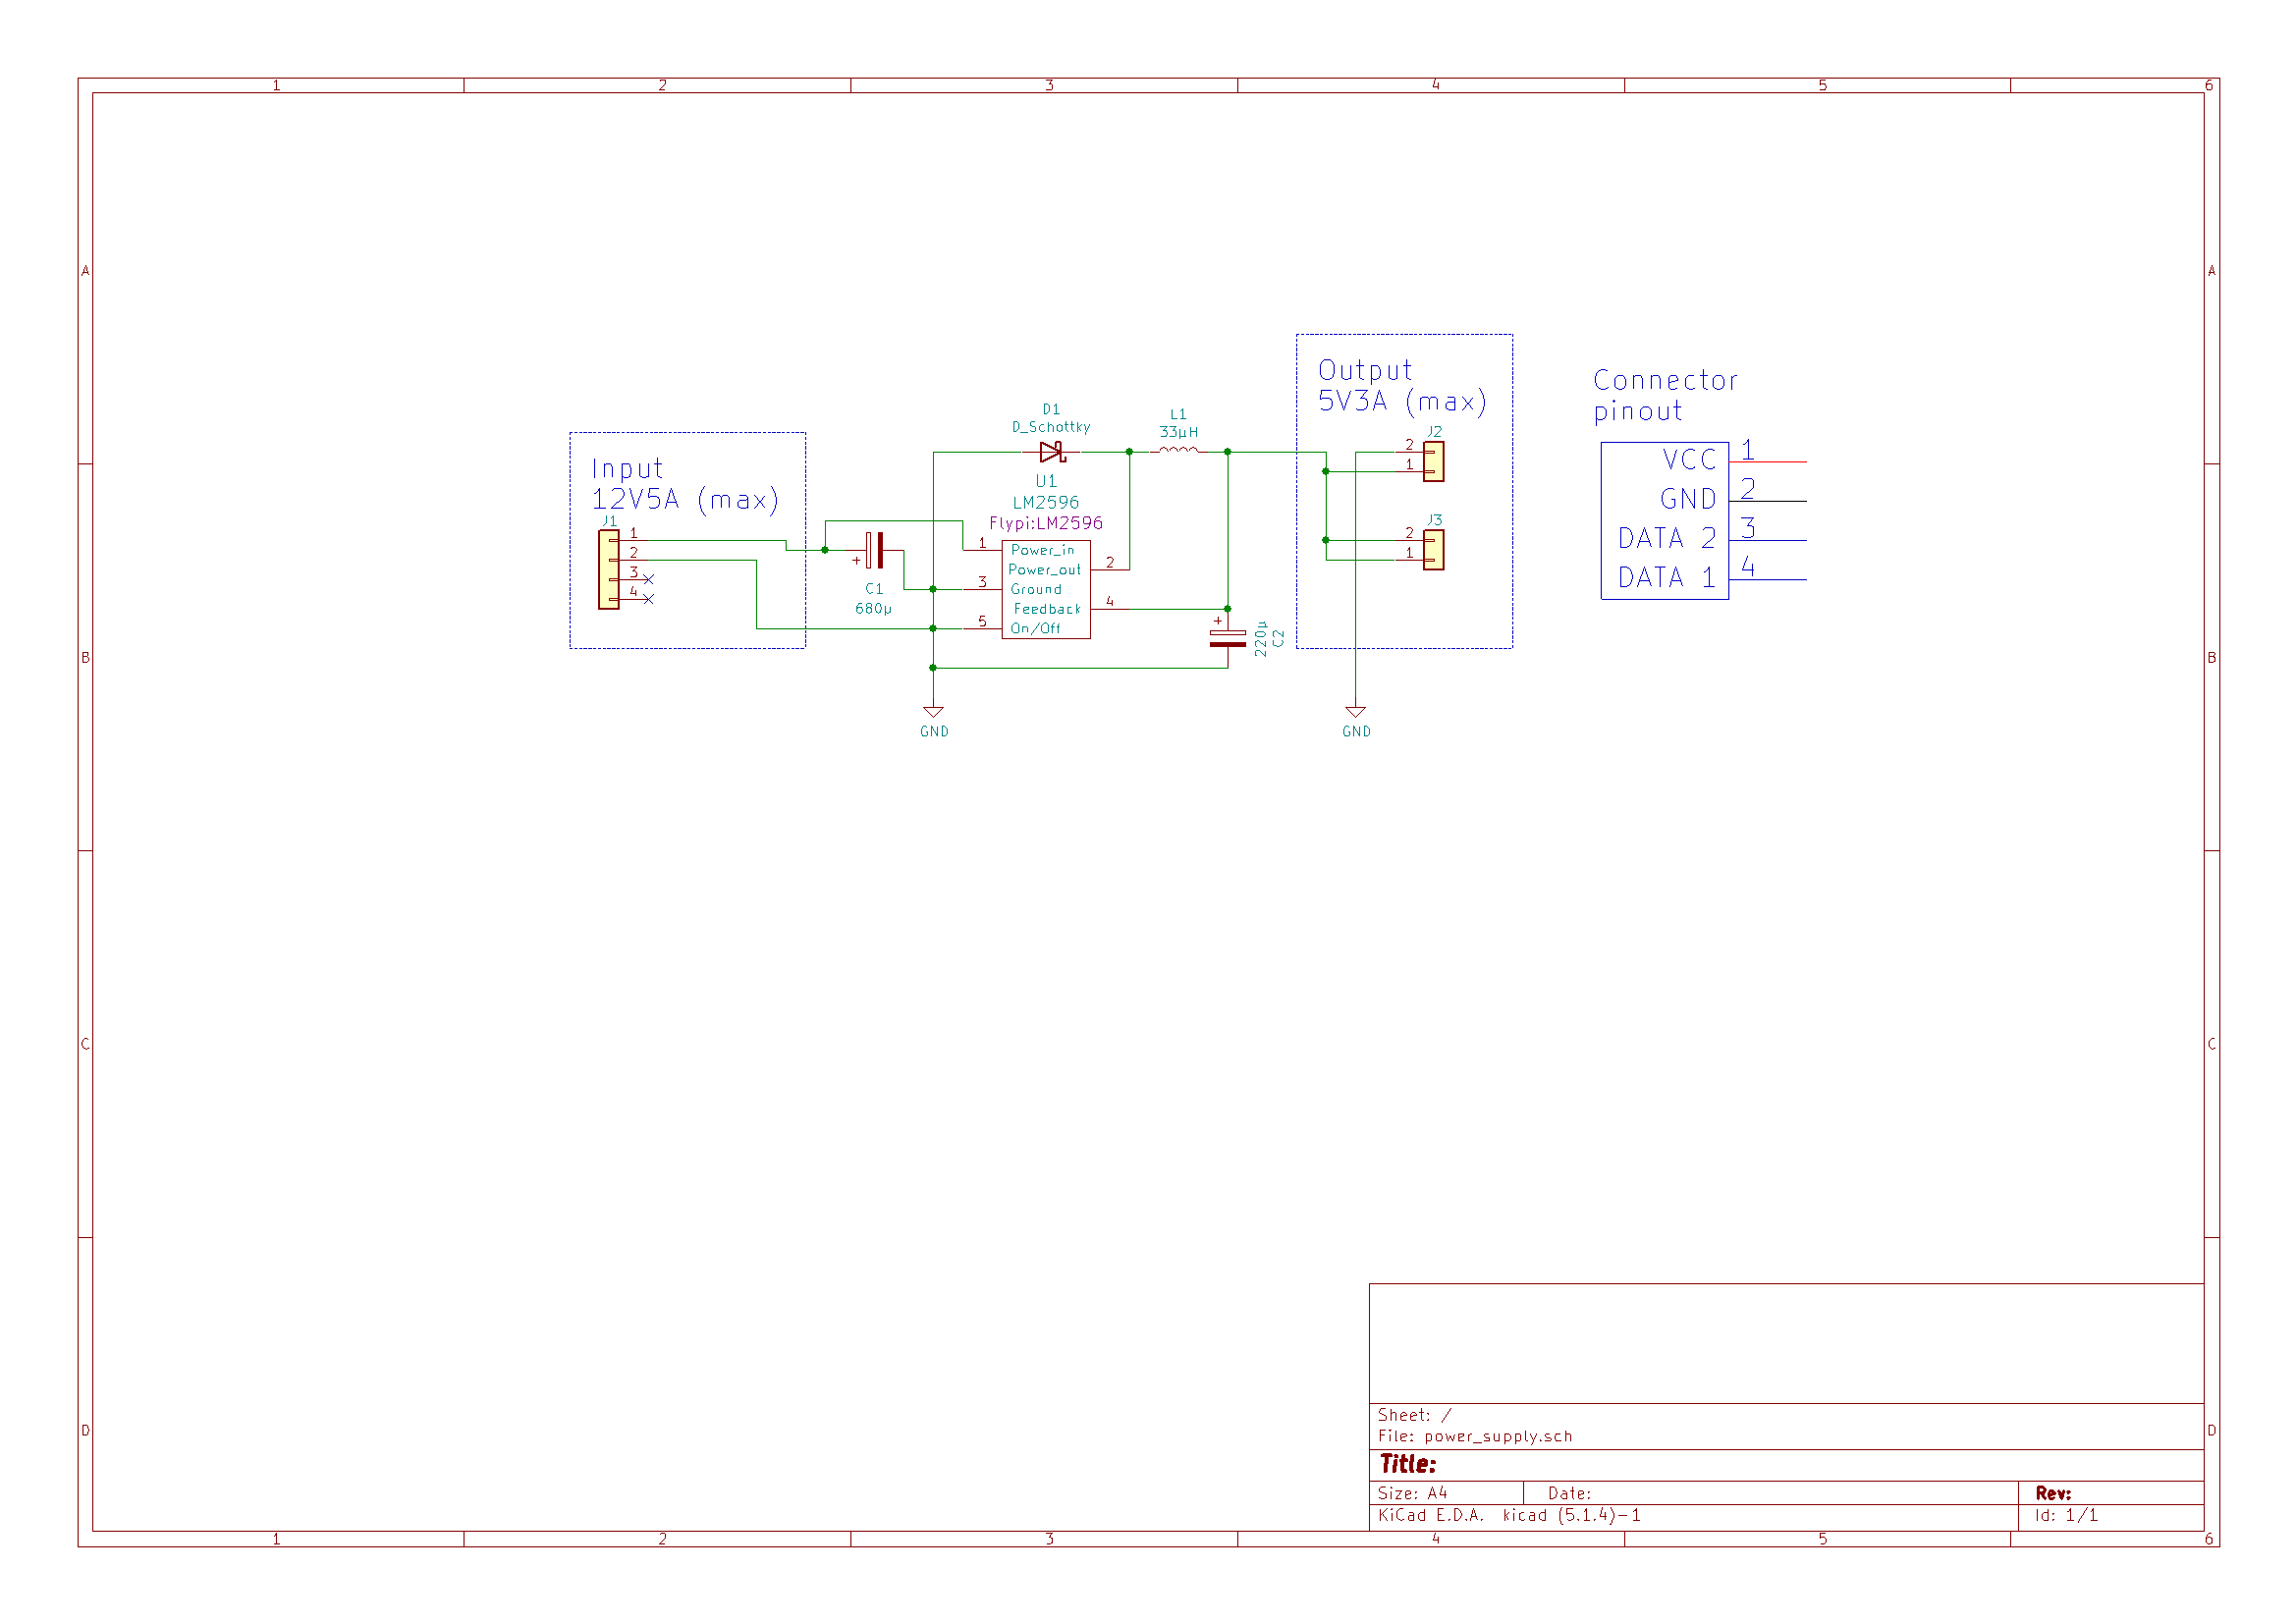 1 2 3 4 5 6
A A
Output
5V3A (max)
Connector
pinout
D1
D_Schottky
L1
33µH
J2
2
1
VCC 1
GND 2
DATA 2 3
DATA 1 4
Input
12V5A (max)
J1
1
2
3
4
U1
LM2596
Flypi:LM2596
1 Power_in
Power_out 2
3 Ground
Feedback 4
5 On/Off
+
C1
680µ
+
220µ
C2
J3
2
1
B B
GND
GND
C C
Sheet: /
File: power_supply.sch
D D
Title:
Size: A4 Date: Rev:
KiCad E.D.A. kicad (5.1.4)-1 Id: 1/1
1 2 3 4 5 6